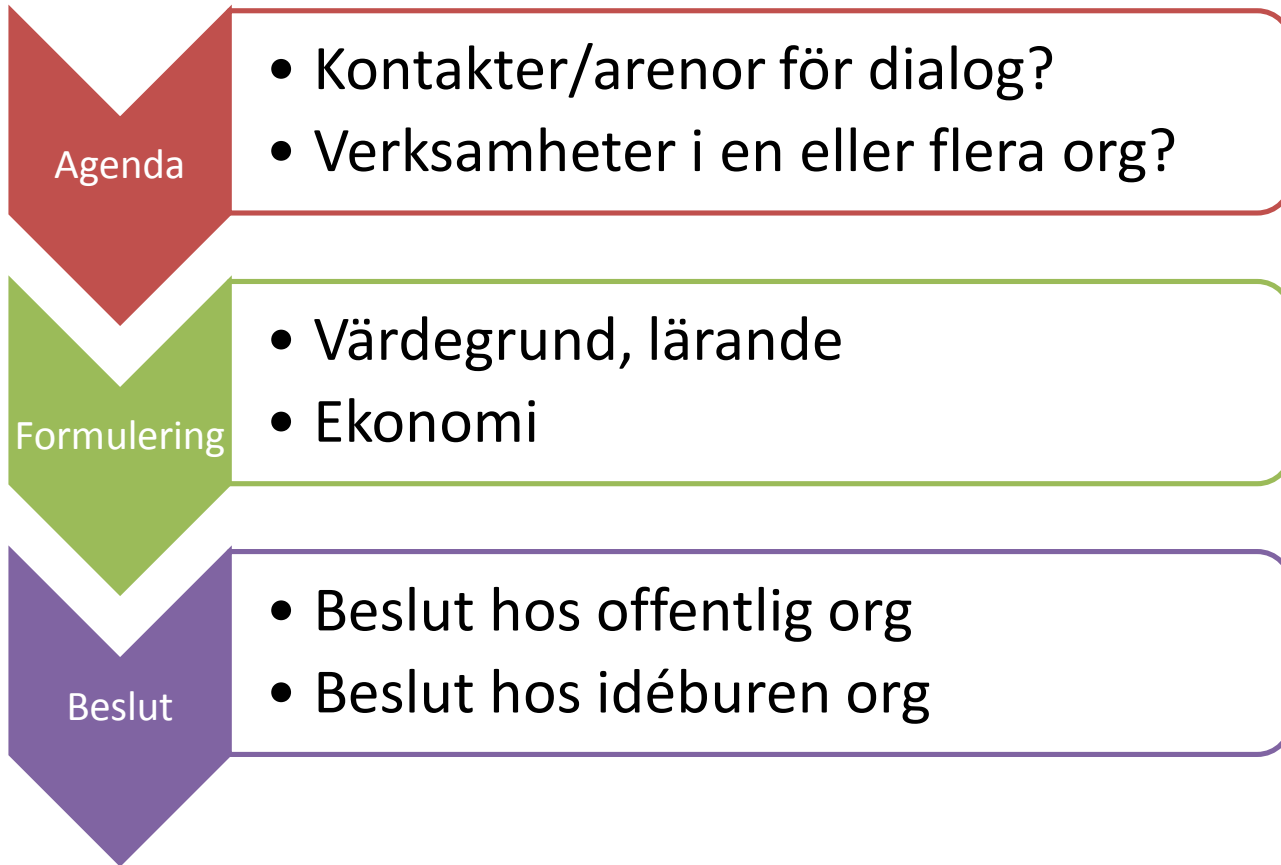 Agenda
• Kontakter/arenor för dialog?
• Verksamheter i en eller flera org?
Formulering
• Värdegrund, lärande
• Ekonomi
Beslut
• Beslut hos offentlig org
• Beslut hos idéburen org